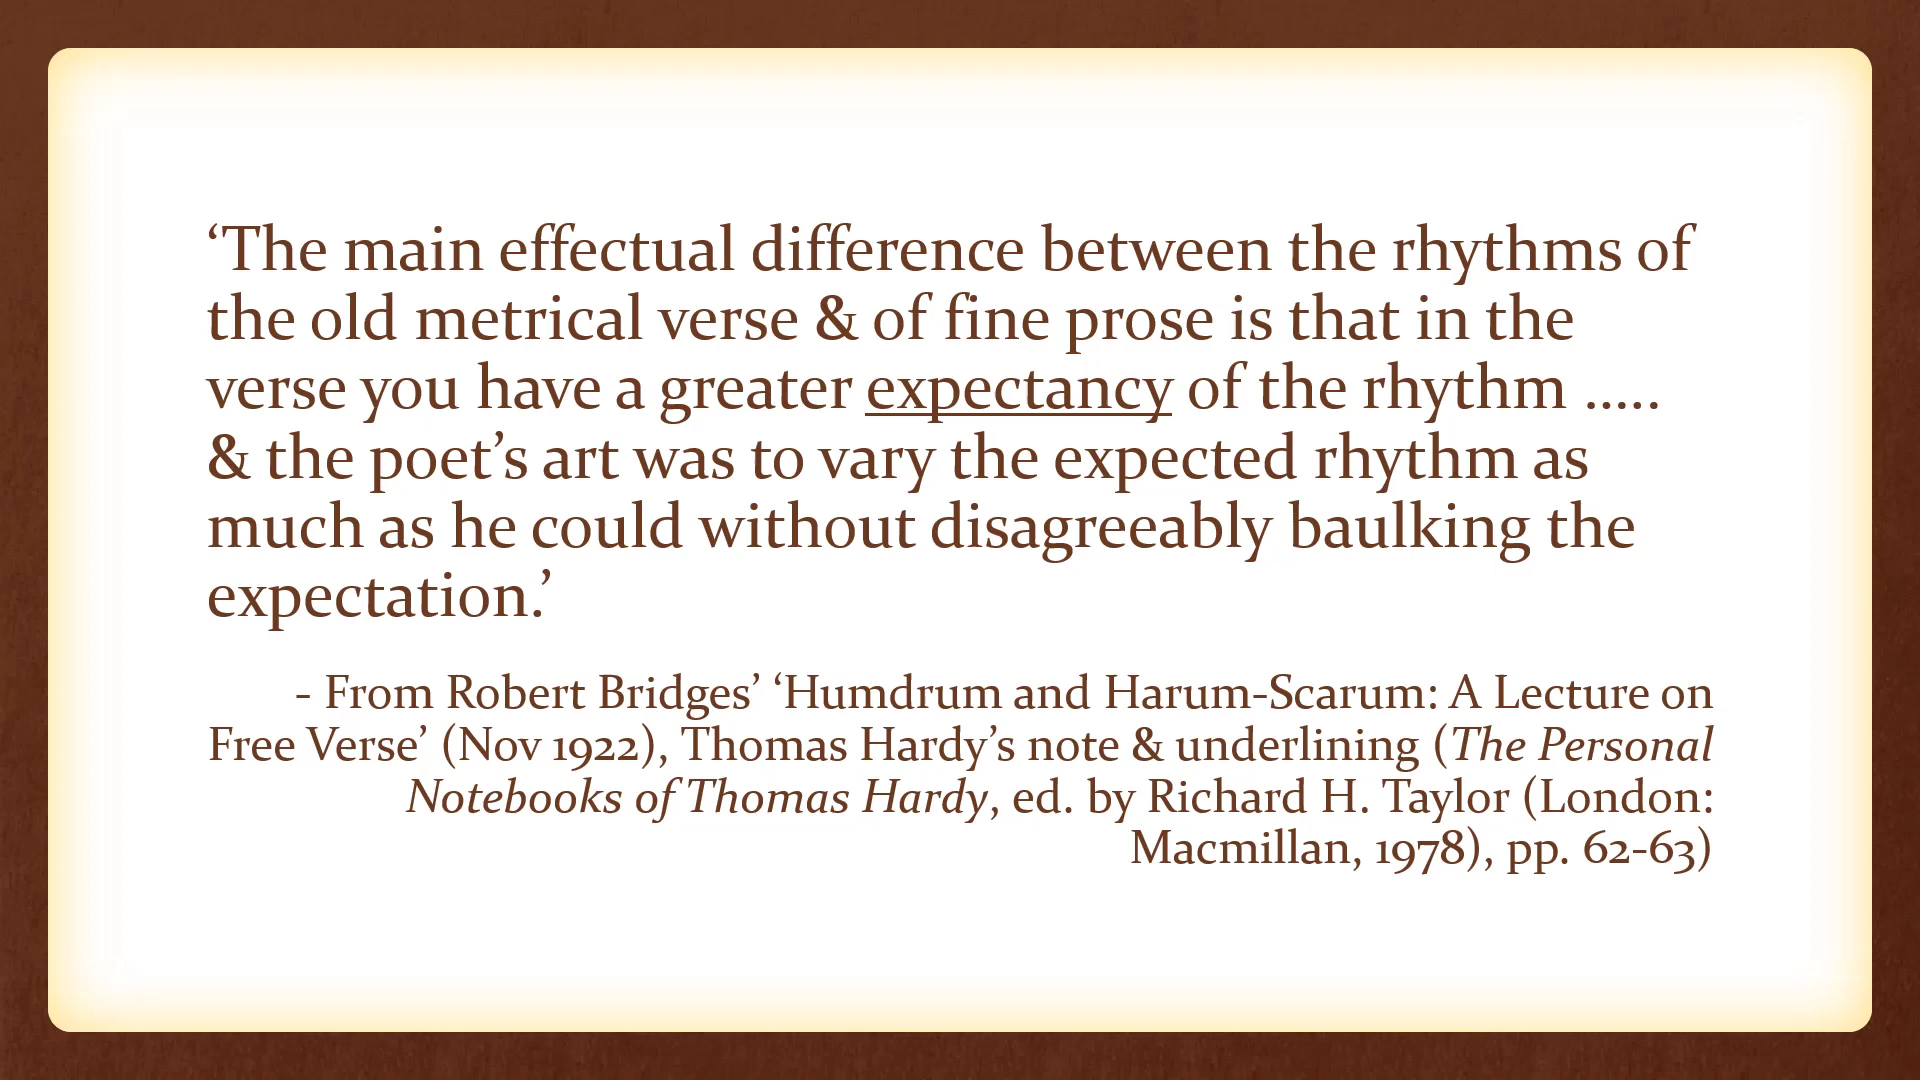 ‘The main effectual difference between the rhythms of
the old metrical verse & of fine prose is that in the
verse you have a greater expectancy of the rhythm .....
& the poet’s art was to vary the expected rhythm as
much as he could without disagreeably baulking the
expectation.’
- From Robert Bridges’ ‘Humdrum and Harum-Scarum: A Lecture on
Free Verse’ (Nov 1922), Thomas Hardy’s note & underlining (The Personal
Notebooks of Thomas Hardy, ed. by Richard H. Taylor (London:
Macmillan, 1978), pp. 62-63)